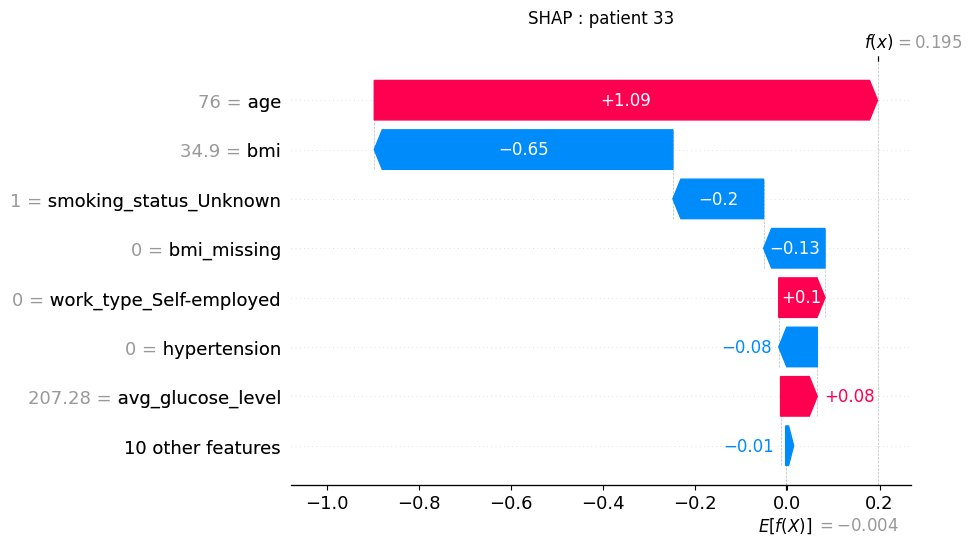 SHAP : patient 33
f(x) = 0.195
76 = age
+1.09
34.9 = bmi
−0.65
1 = smoking_status_Unknown
−0.2
0 = bmi_missing
−0.13
0 = work_type_Self-employed
+0.1
0 = hypertension
−0.08
207.28 = avg_glucose_level
+0.08
10 other features
−0.01
−1.0 −0.8 −0.6 −0.4 −0.2 0.0 0.2
E[f(X)] = −0.004